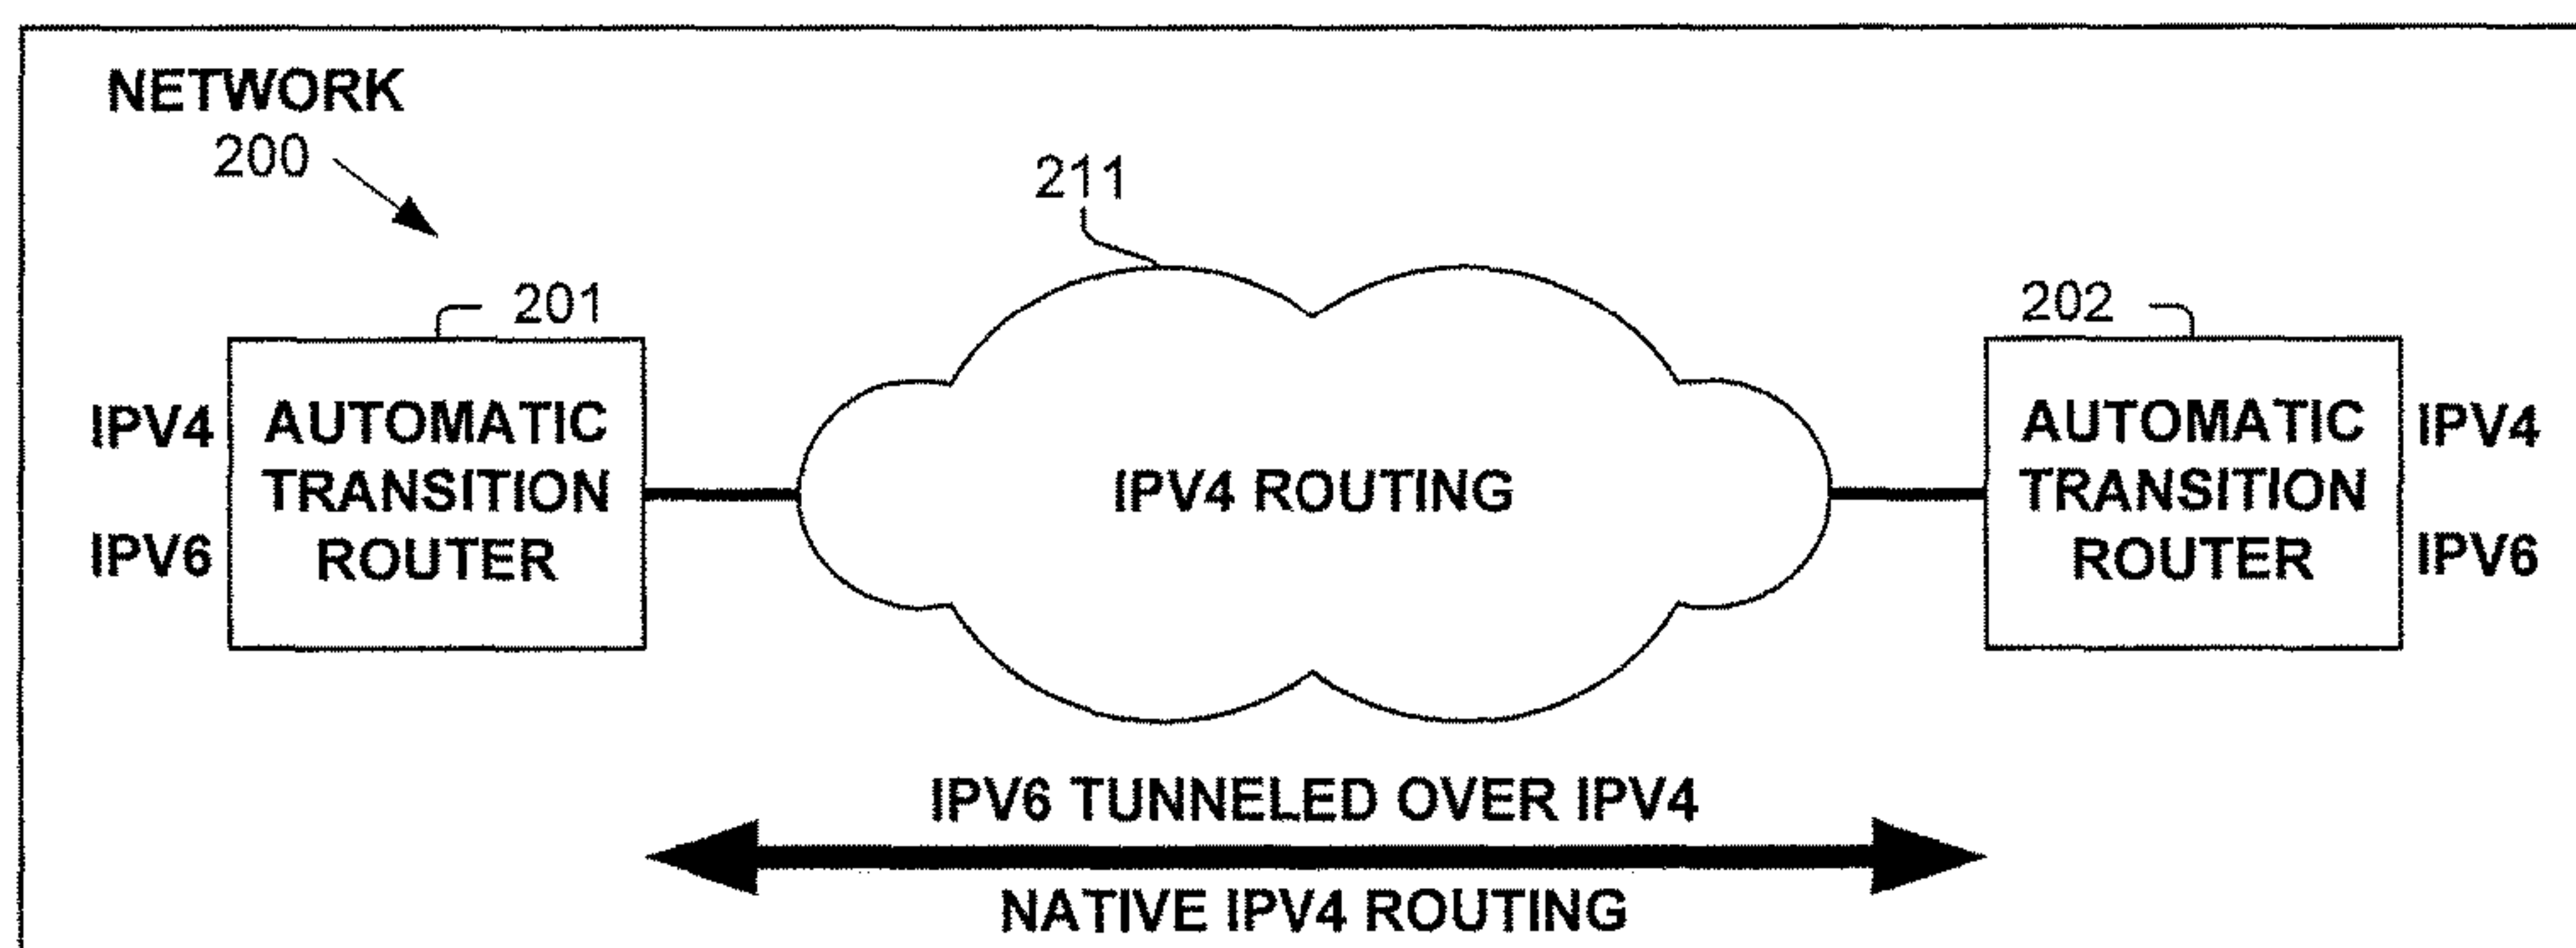 NETWORK
200
211
201
202
IPV4
IPV6
AUTOMATIC
TRANSITION
ROUTER
IPV4 ROUTING
AUTOMATIC
TRANSITION
ROUTER
IPV4
IPV6
IPV6 TUNNELED OVER IPV4
NATIVE IPV4 ROUTING